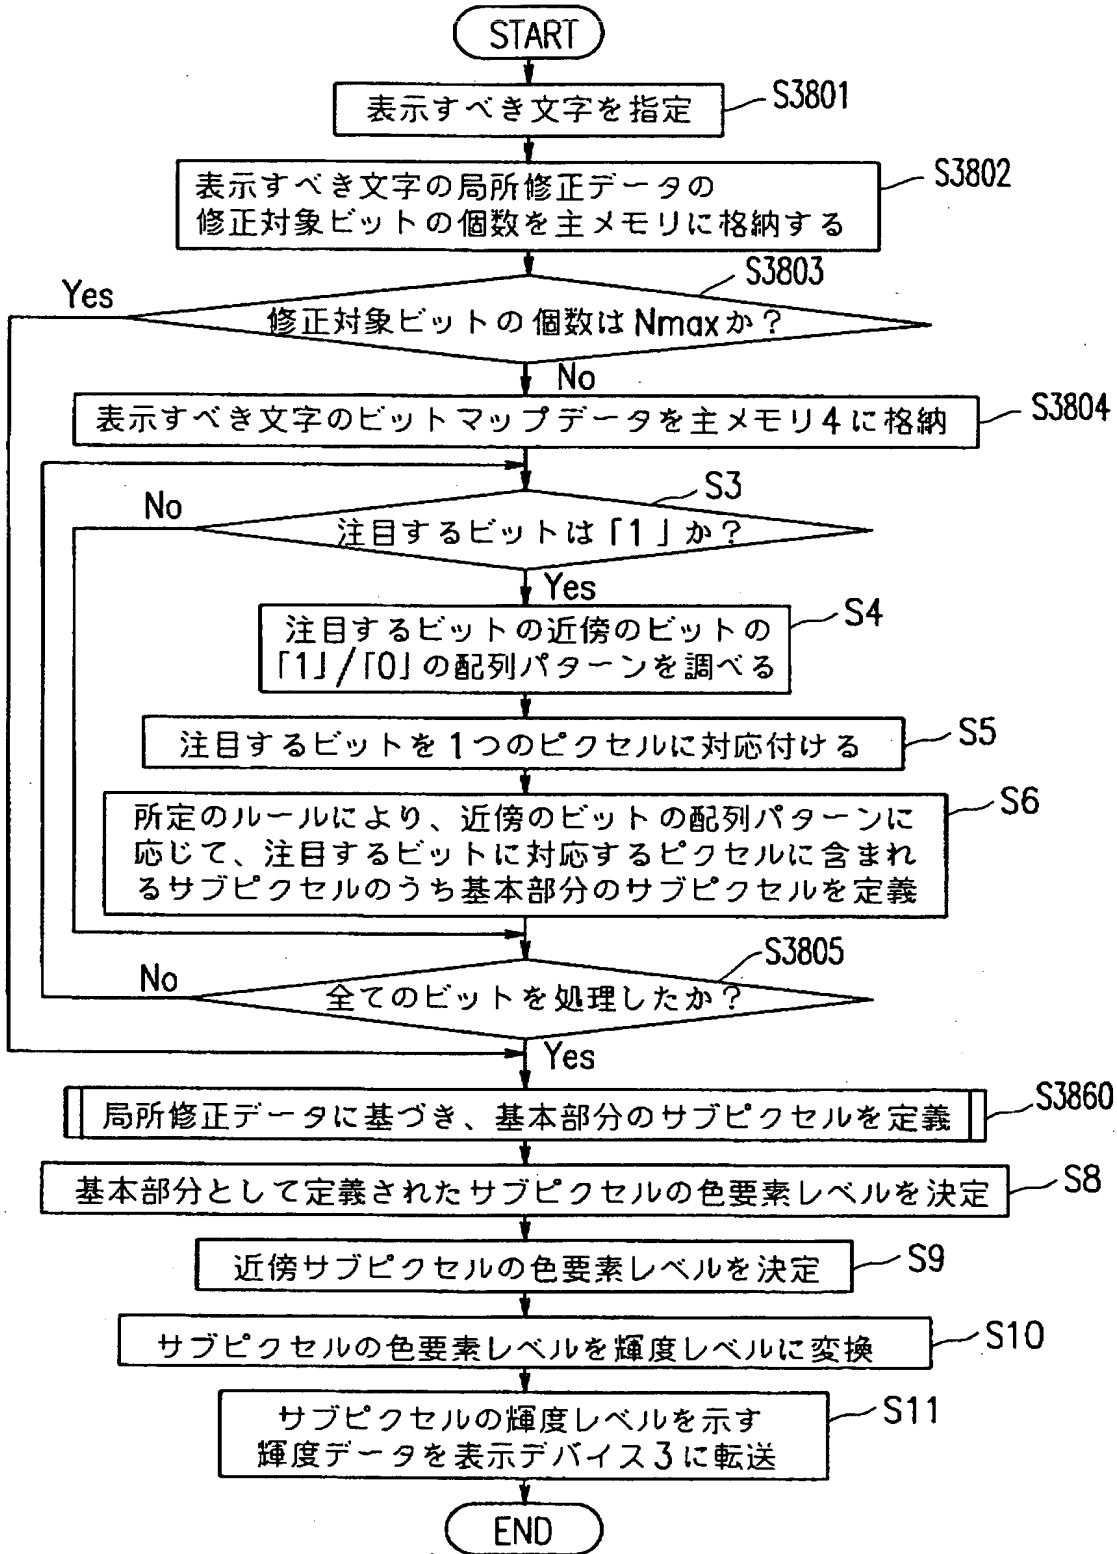 START
表示すべき文字を指定
S3801
表示すべき文字の局所修正データの
修正対象ビットの個数を主メモリに格納する
S3802
S3803
Yes
修正対象ビットの個数はNmaxか？
No
表示すべき文字のビットマップデータを主メモリ4に格納
S3804
S3
No
注目するビットは「1」か？
Yes
S4
注目するビットの近傍のビットの
「1」/「0」の配列パターンを調べる
注目するビットを1つのピクセルに対応付ける
S5
S6
所定のルールにより、近傍のビットの配列パターンに
応じて、注目するビットに対応するピクセルに含まれ
るサブピクセルのうち基本部分のサブピクセルを定義
S3805
No
全てのビットを処理したか？
Yes
局所修正データに基づき、基本部分のサブピクセルを定義
S3860
基本部分として定義されたサブピクセルの色要素レベルを決定
S8
近傍サブピクセルの色要素レベルを決定
S9
サブピクセルの色要素レベルを輝度レベルに変換
S10
サブピクセルの輝度レベルを示す
輝度データを表示デバイス3に転送
S11
END